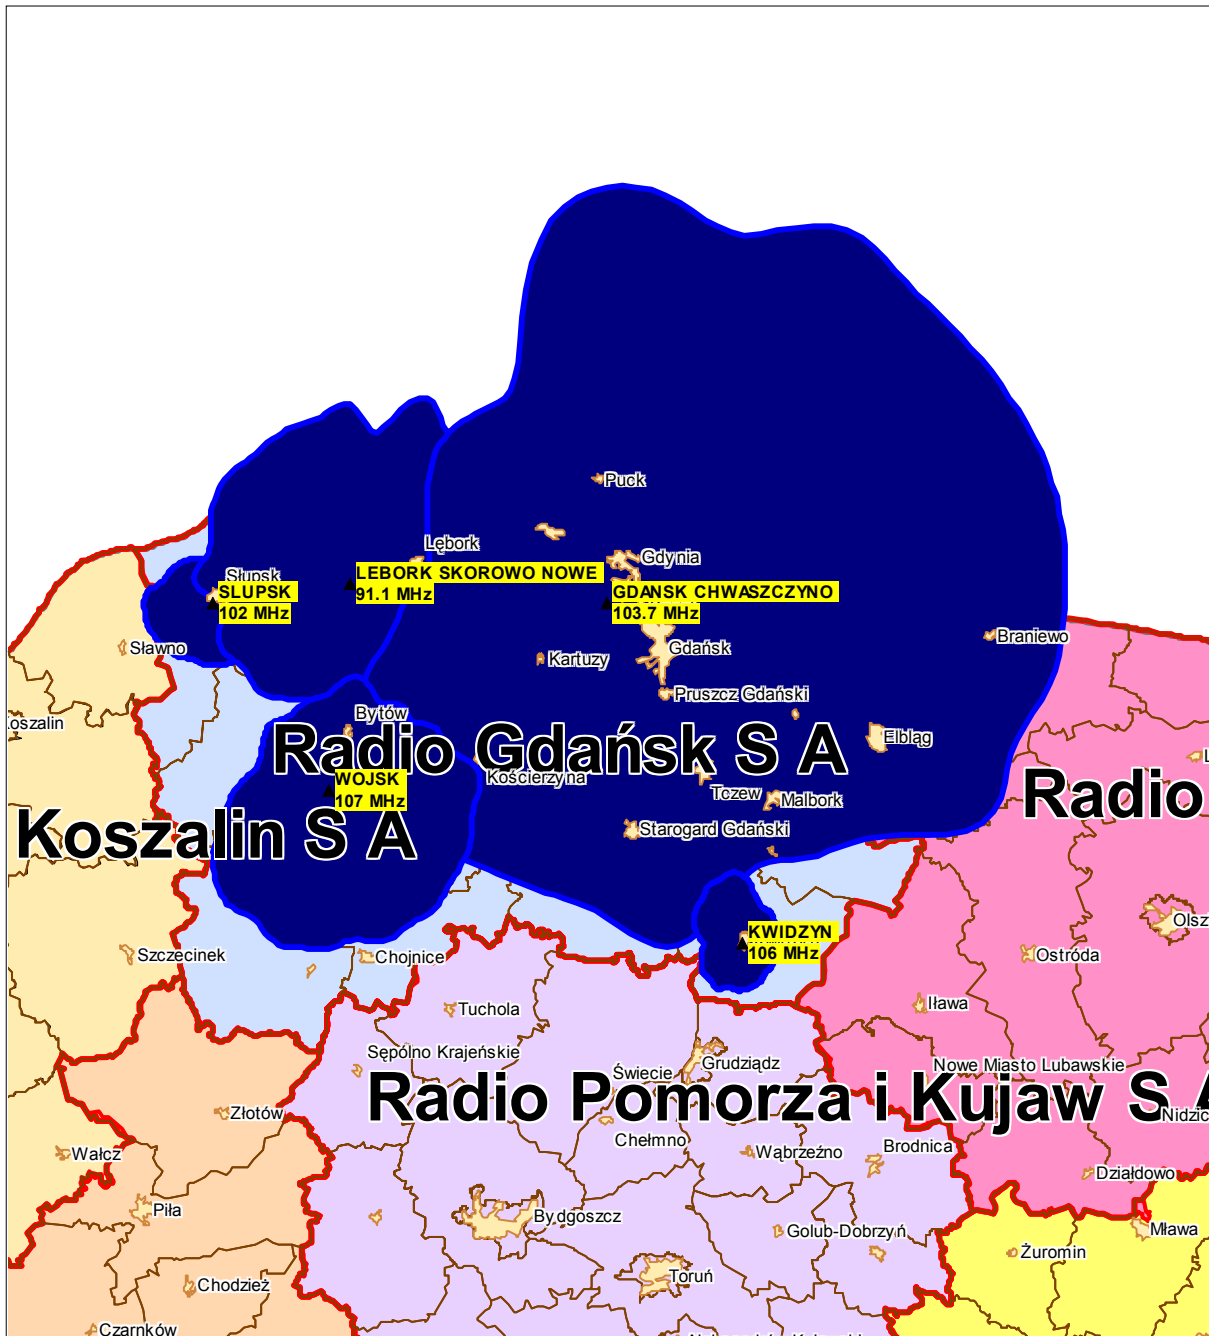 Puck
Lębork
Gdynia
Słupsk
LEBORK SKOROWO NOWE
91.1 MHz
SLUPSK
102 MHz
GDANSK CHWASZCZYNO
103.7 MHz
Braniewo
Sławno
Gdańsk
Kartuzy
Pruszcz Gdański
Bytów
oszalin
Elbląg
Radio Gdańsk S A
Kościerzyna
WOJSK
107 MHz
Tczew
Malbork
Radio
Starogard Gdański
Koszalin S A
KWIDZYN
106 MHz
Olsz
Szczecinek
Chojnice
Ostróda
Iława
Tuchola
Sępólno Krajeńskie
Grudziądz
Świecie
Nowe Miasto Lubawskie
Radio Pomorza i Kujaw S A
Złotów
Nidzic
Chełmno
Brodnica
Wałcz
Wąbrzeźno
Działdowo
Piła
Bydgoszcz
Golub-Dobrzyń
Mława
Żuromin
Toruń
Chodzież
Czarnków